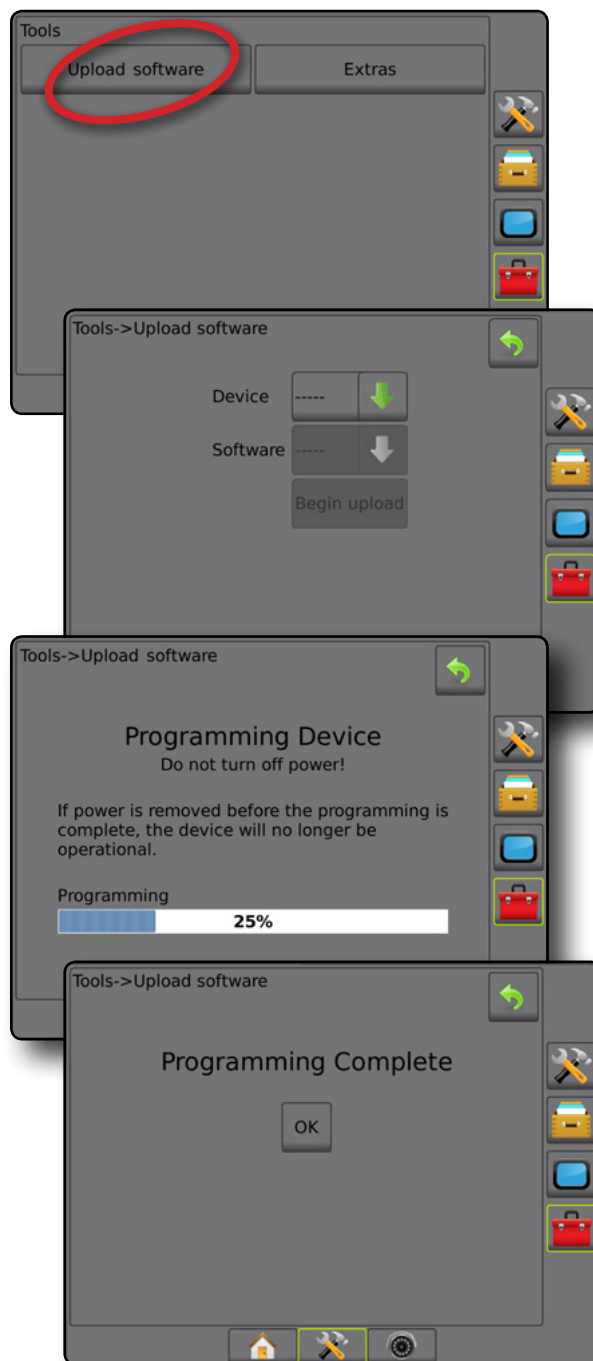 Tools
Upload software
Extras
Tools->Upload software
Device
-----
Software
-----
Begin upload
Tools->Upload software
Programming Device
Do not turn off power!
If power is removed before the programming is
complete, the device will no longer be
operational.
Programming
25%
Tools->Upload software
Programming Complete
OK